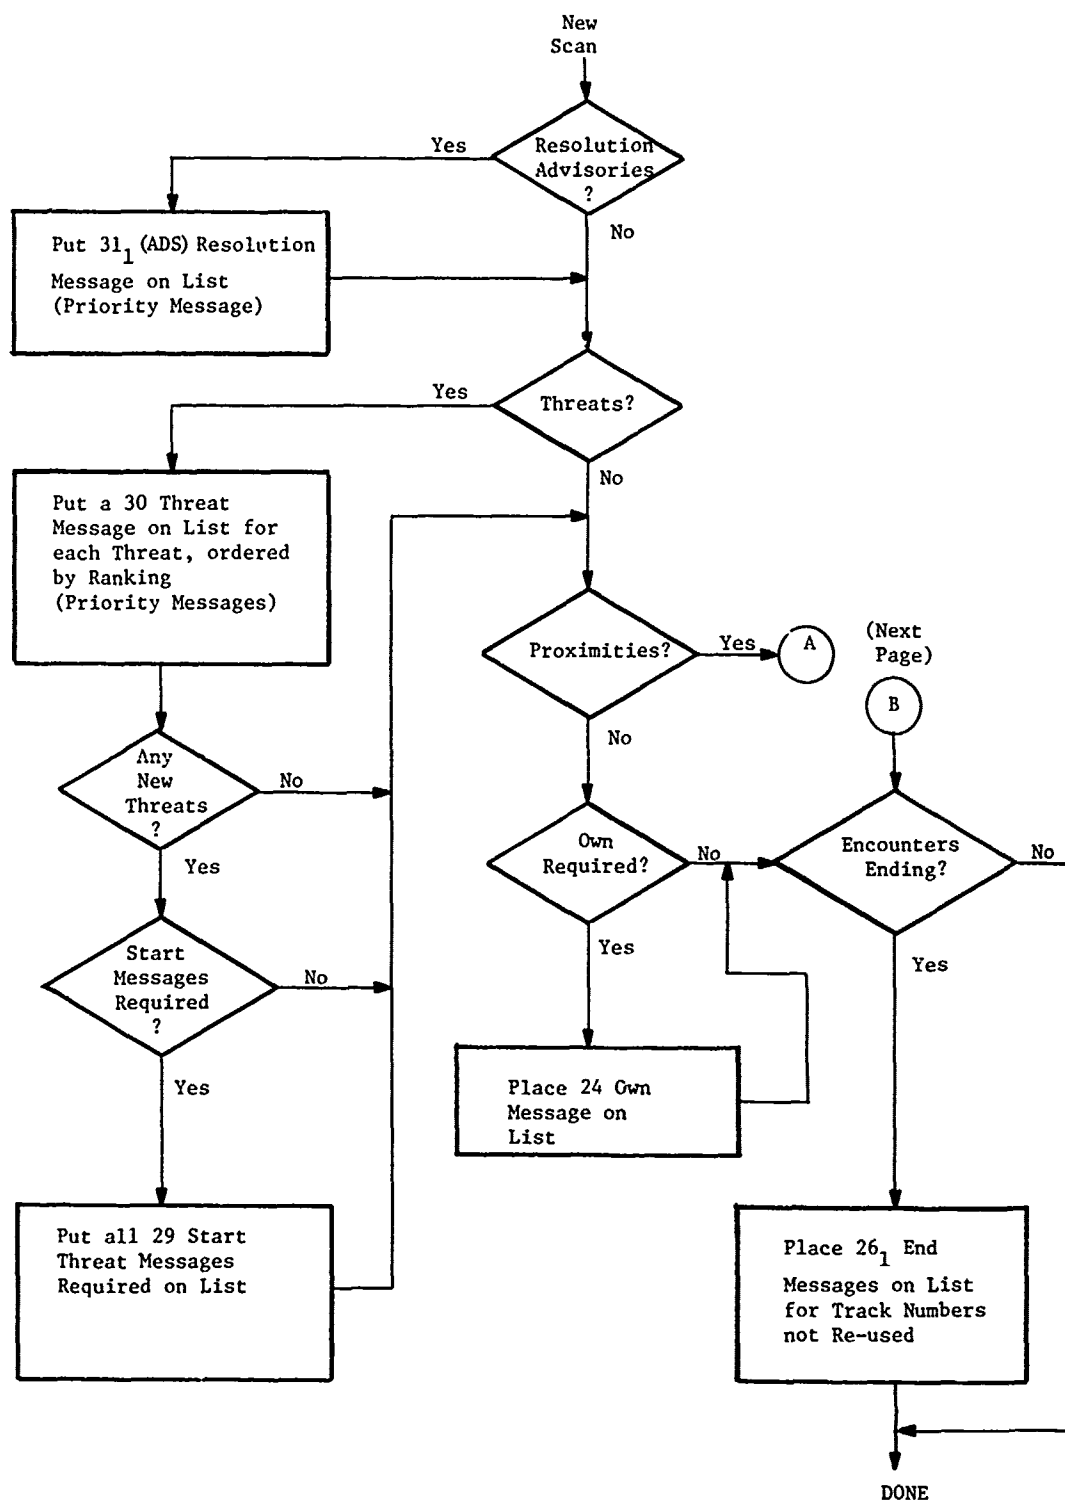 New
Scan
Resolution
Advisories
?
Yes
No
Put 31₁ (ADS) Resolution
Message on List
(Priority Message)
Threats?
Yes
No
Put a 30 Threat
Message on List for
each Threat, ordered
by Ranking
(Priority Messages)
Proximities?
Yes
A
(Next
Page)
B
No
Any
New
Threats
?
No
Yes
Own
Required?
No
Encounters
Ending?
No
Yes
Yes
Start
Messages
Required
?
No
Yes
Place 24 Own
Message on
List
Put all 29 Start
Threat Messages
Required on List
Place 26₁ End
Messages on List
for Track Numbers
not Re-used
DONE